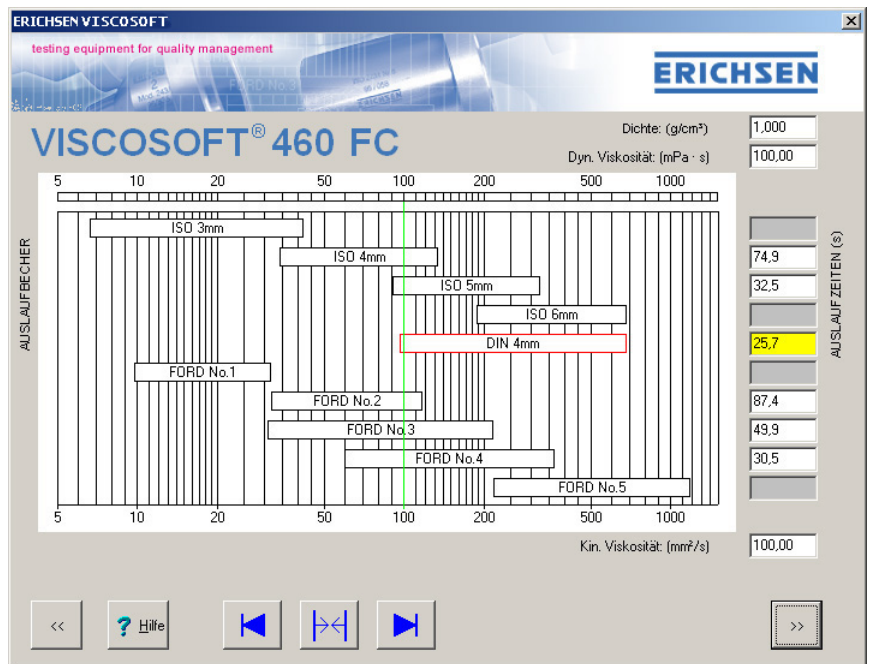 ERICHSEN VISCOSOFT
testing equipment for quality management
FORD No 3
ERICHSEN
ERICHSEN
VISCOSOFT® 460 FC
Dichte: (g/cm³)
1,000
Dyn. Viskosität: (mPa · s)
100,00
5 10 20 50 100 200 500 1000
AUSLAUFBECHER
ISO 3mm
ISO 4mm
74,9
ISO 5mm
32,5
ISO 6mm
DIN 4mm
25,7
FORD No.1
FORD No.2
87,4
FORD No.3
49,9
FORD No.4
30,5
FORD No.5
AUSLAUFZEITEN (s)
5 10 20 50 100 200 500 1000
Kin. Viskosität: (mm²/s)
100,00
<<
? Hilfe
>>